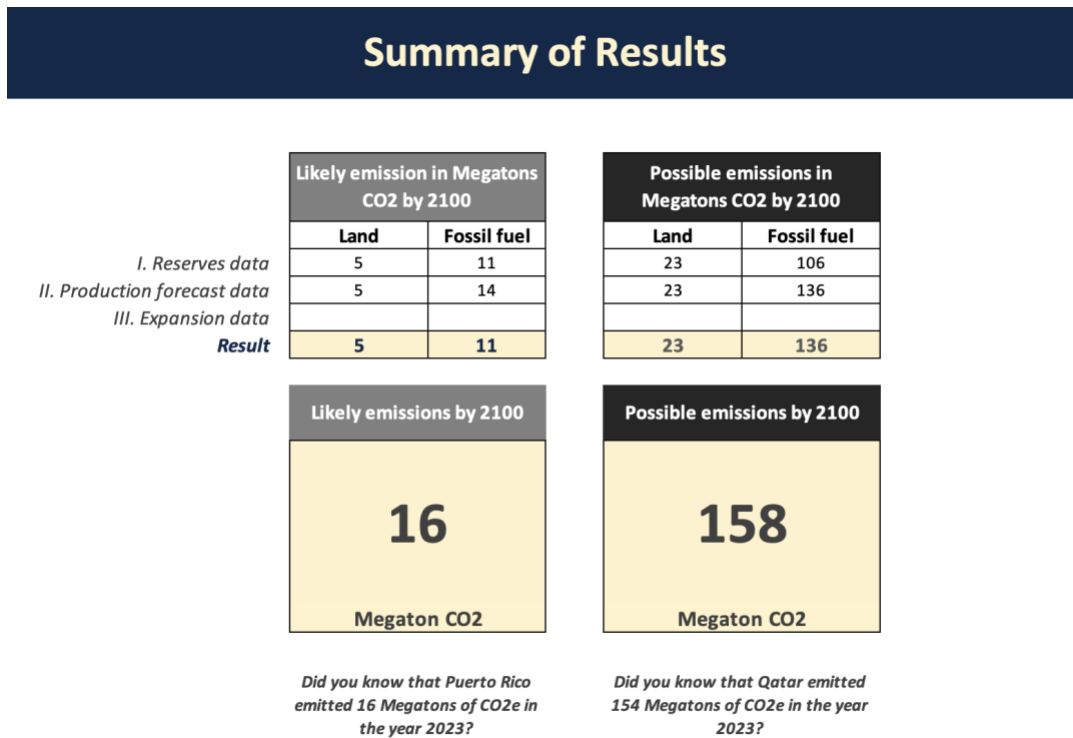 Summary of Results
Likely emission in Megatons
CO2 by 2100
Possible emissions in
Megatons CO2 by 2100
Land Fossil fuel Land Fossil fuel
I. Reserves data 5 11 23 106
II. Production forecast data 5 14 23 136
III. Expansion data
Result 5 11 23 136
Likely emissions by 2100
Possible emissions by 2100
16
158
Megaton CO2
Megaton CO2
Did you know that Puerto Rico
emitted 16 Megatons of CO2e in
the year 2023?
Did you know that Qatar emitted
154 Megatons of CO2e in the year
2023?